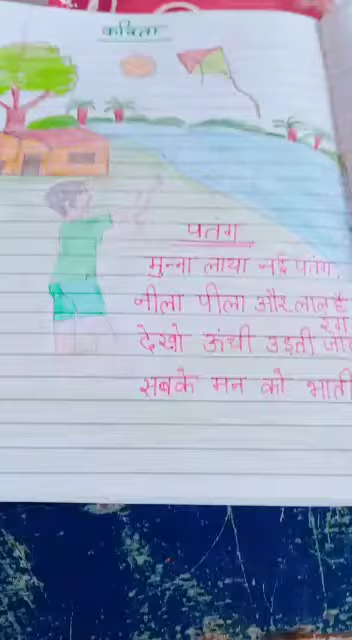 कविता
पतंग
मुन्ना लाया नई पतंग
नीला पीला और लाल है
रंग
देखो ऊंची उड़ती
सबके मन को भाती